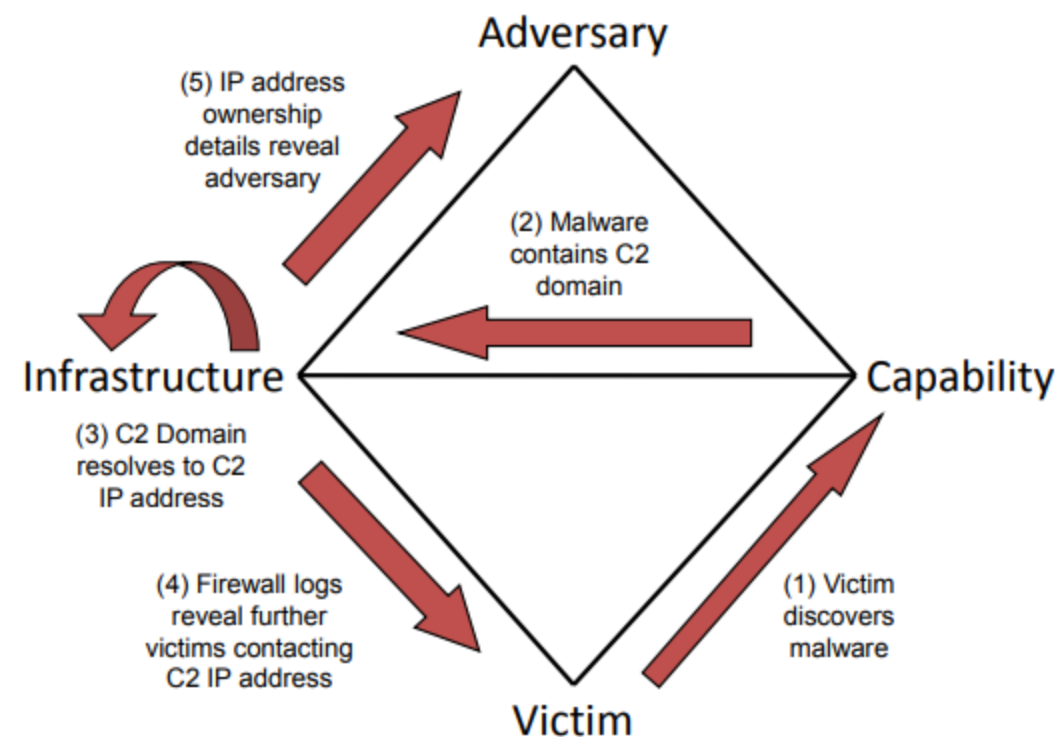 Adversary
(5) IP address
ownership
details reveal
adversary
(2) Malware
contains C2
domain
Infrastructure
Capability
(3) C2 Domain
resolves to C2
IP address
(4) Firewall logs
reveal further
victims contacting
C2 IP address
(1) Victim
discovers
malware
Victim